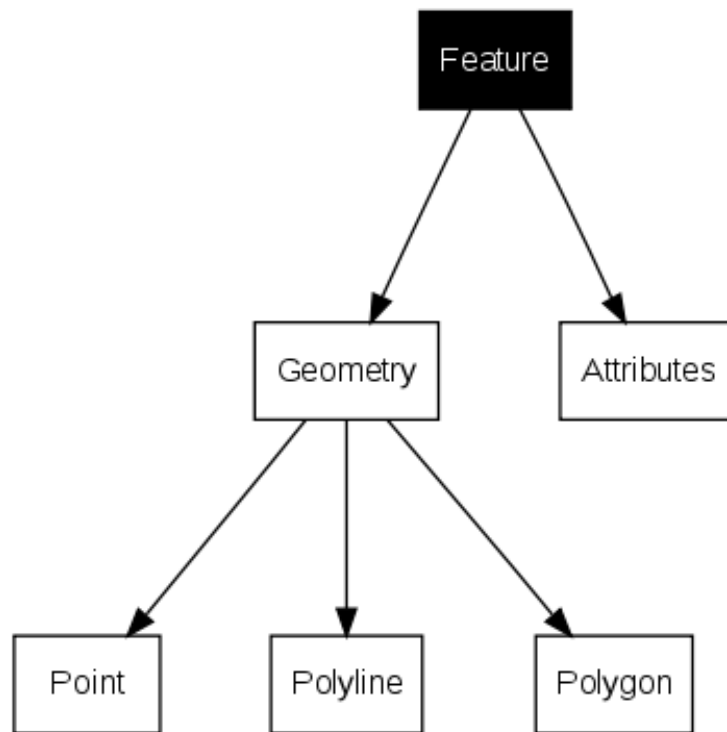 Feature
Geometry
Attributes
Point
Polyline
Polygon